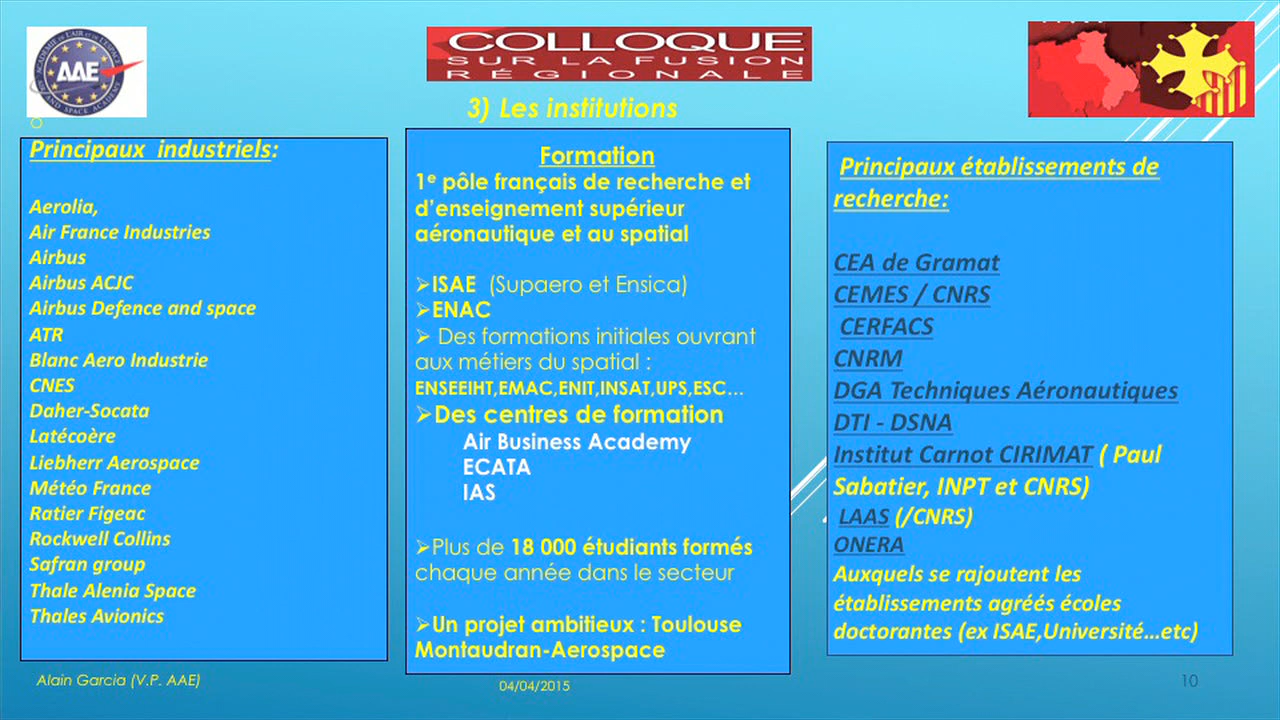 AAE
COLLOQUE
SUR LA FUSION
RÉGIONALE
3) Les institutions
Principaux industriels:
Aerolia,
Air France Industries
Airbus
Airbus ACJC
Airbus Defence and space
ATR
Blanc Aero Industrie
CNES
Daher-Socata
Latécoère
Liebherr Aerospace
Météo France
Ratier Figeac
Rockwell Collins
Safran group
Thale Alenia Space
Thales Avionics
Formation
1e pôle français de recherche et
d’enseignement supérieur
aéronautique et au spatial
➢ISAE (Supaero et Ensica)
➢ENAC
➢ Des formations initiales ouvrant
aux métiers du spatial :
ENSEEIHT,EMAC,ENIT,INSAT,UPS,ESC…
➢Des centres de formation
Air Business Academy
ECATA
IAS
➢Plus de 18 000 étudiants formés
chaque année dans le secteur
➢Un projet ambitieux : Toulouse
Montaudran-Aerospace
Principaux établissements de
recherche:
CEA de Gramat
CEMES / CNRS
CERFACS
CNRM
DGA Techniques Aéronautiques
DTI - DSNA
Institut Carnot CIRIMAT ( Paul
Sabatier, INPT et CNRS)
LAAS (/CNRS)
ONERA
Auxquels se rajoutent les
établissements agréés écoles
doctorantes (ex ISAE,Université…etc)
Alain Garcia (V.P. AAE)
04/04/2015
10